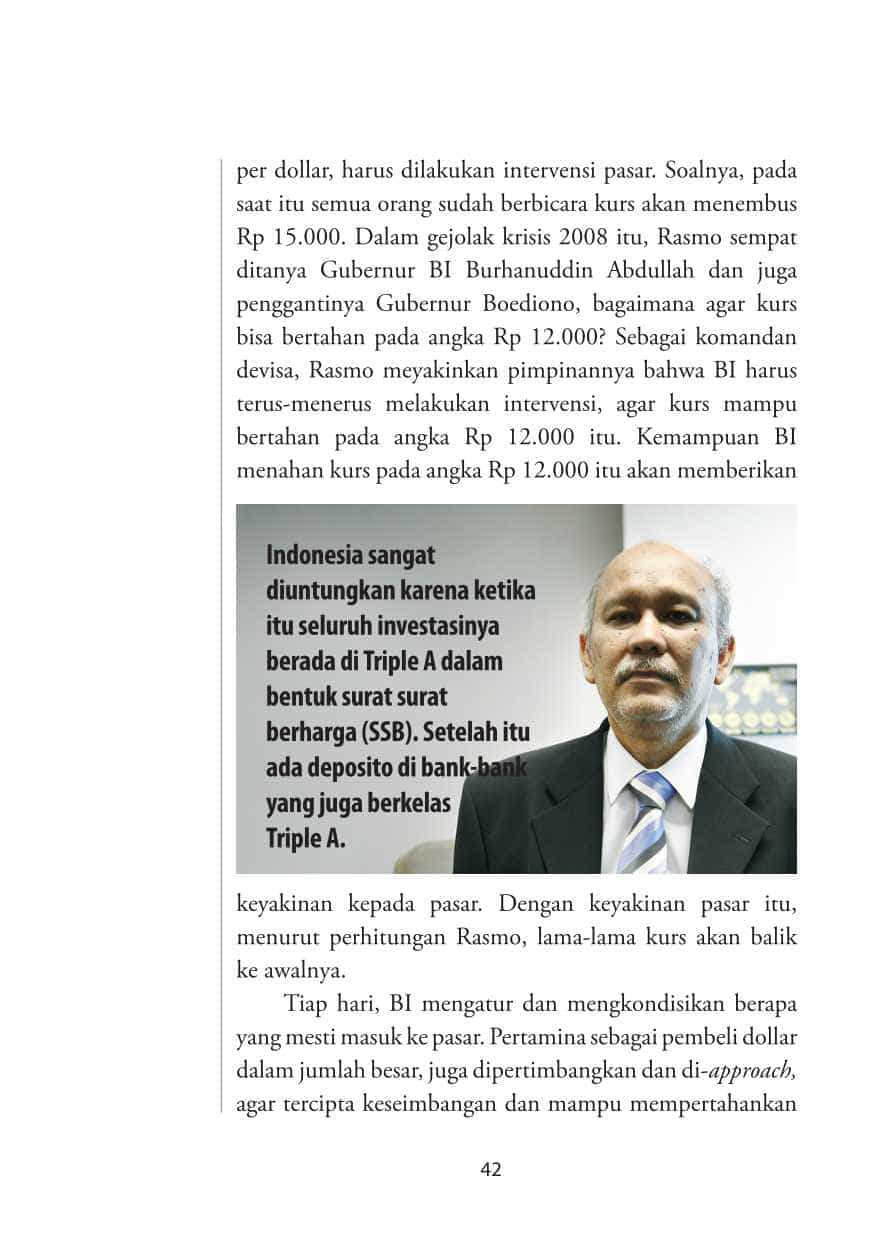 per dollar, harus dilakukan intervensi pasar. Soalnya, pada
saat itu semua orang sudah berbicara kurs akan menembus
Rp 15.000. Dalam gejolak krisis 2008 itu, Rasmo sempat
ditanya Gubernur BI Burhanuddin Abdullah dan juga
penggantinya Gubernur Boediono, bagaimana agar kurs
bisa bertahan pada angka Rp 12.000? Sebagai komandan
devisa, Rasmo meyakinkan pimpinannya bahwa BI harus
terus-menerus melakukan intervensi, agar kurs mampu
bertahan pada angka Rp 12.000 itu. Kemampuan BI
menahan kurs pada angka Rp 12.000 itu akan memberikan
Indonesia sangat
diuntungkan karena ketika
itu seluruh investasinya
berada di Triple A dalam
bentuk surat surat
berharga (SSB). Setelah itu
ada deposito di bank-bank
yang juga berkelas
Triple A.
keyakinan kepada pasar. Dengan keyakinan pasar itu,
menurut perhitungan Rasmo, lama-lama kurs akan balik
ke awalnya.
Tiap hari, BI mengatur dan mengkondisikan berapa
yang mesti masuk ke pasar. Pertamina sebagai pembeli dollar
dalam jumlah besar, juga dipertimbangkan dan di-approach,
agar tercipta keseimbangan dan mampu mempertahankan
42